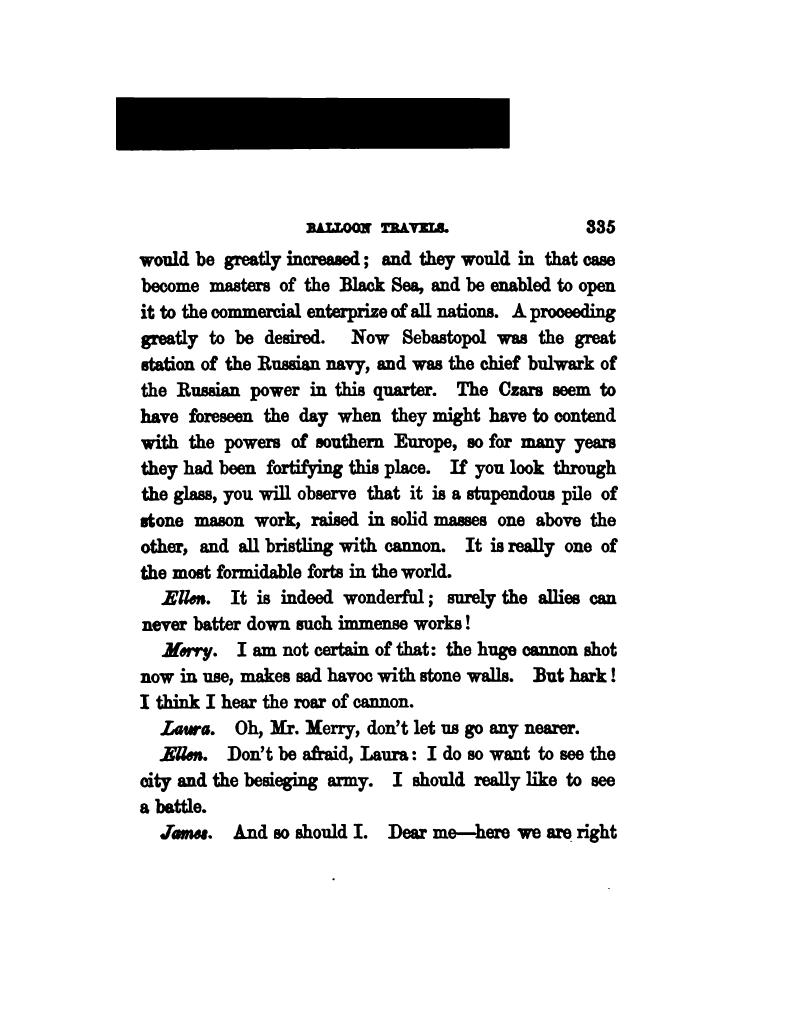 BALLOON TRAVELS. 335
would be greatly increased; and they would in that case
become masters of the Black Sea, and be enabled to open
it to the commercial enterprize of all nations. A proceeding
greatly to be desired. Now Sebastopol was the great
station of the Russian navy, and was the chief bulwark of
the Russian power in this quarter. The Czars seem to
have foreseen the day when they might have to contend
with the powers of southern Europe, so for many years
they had been fortifying this place. If you look through
the glass, you will observe that it is a stupendous pile of
stone mason work, raised in solid masses one above the
other, and all bristling with cannon. It is really one of
the most formidable forts in the world.
Ellen. It is indeed wonderful; surely the allies can
never batter down such immense works!
Merry. I am not certain of that: the huge cannon shot
now in use, makes sad havoc with stone walls. But hark!
I think I hear the roar of cannon.
Laura. Oh, Mr. Merry, don't let us go any nearer.
Ellen. Don't be afraid, Laura: I do so want to see the
city and the besieging army. I should really like to see
a battle.
James. And so should I. Dear me—here we are right